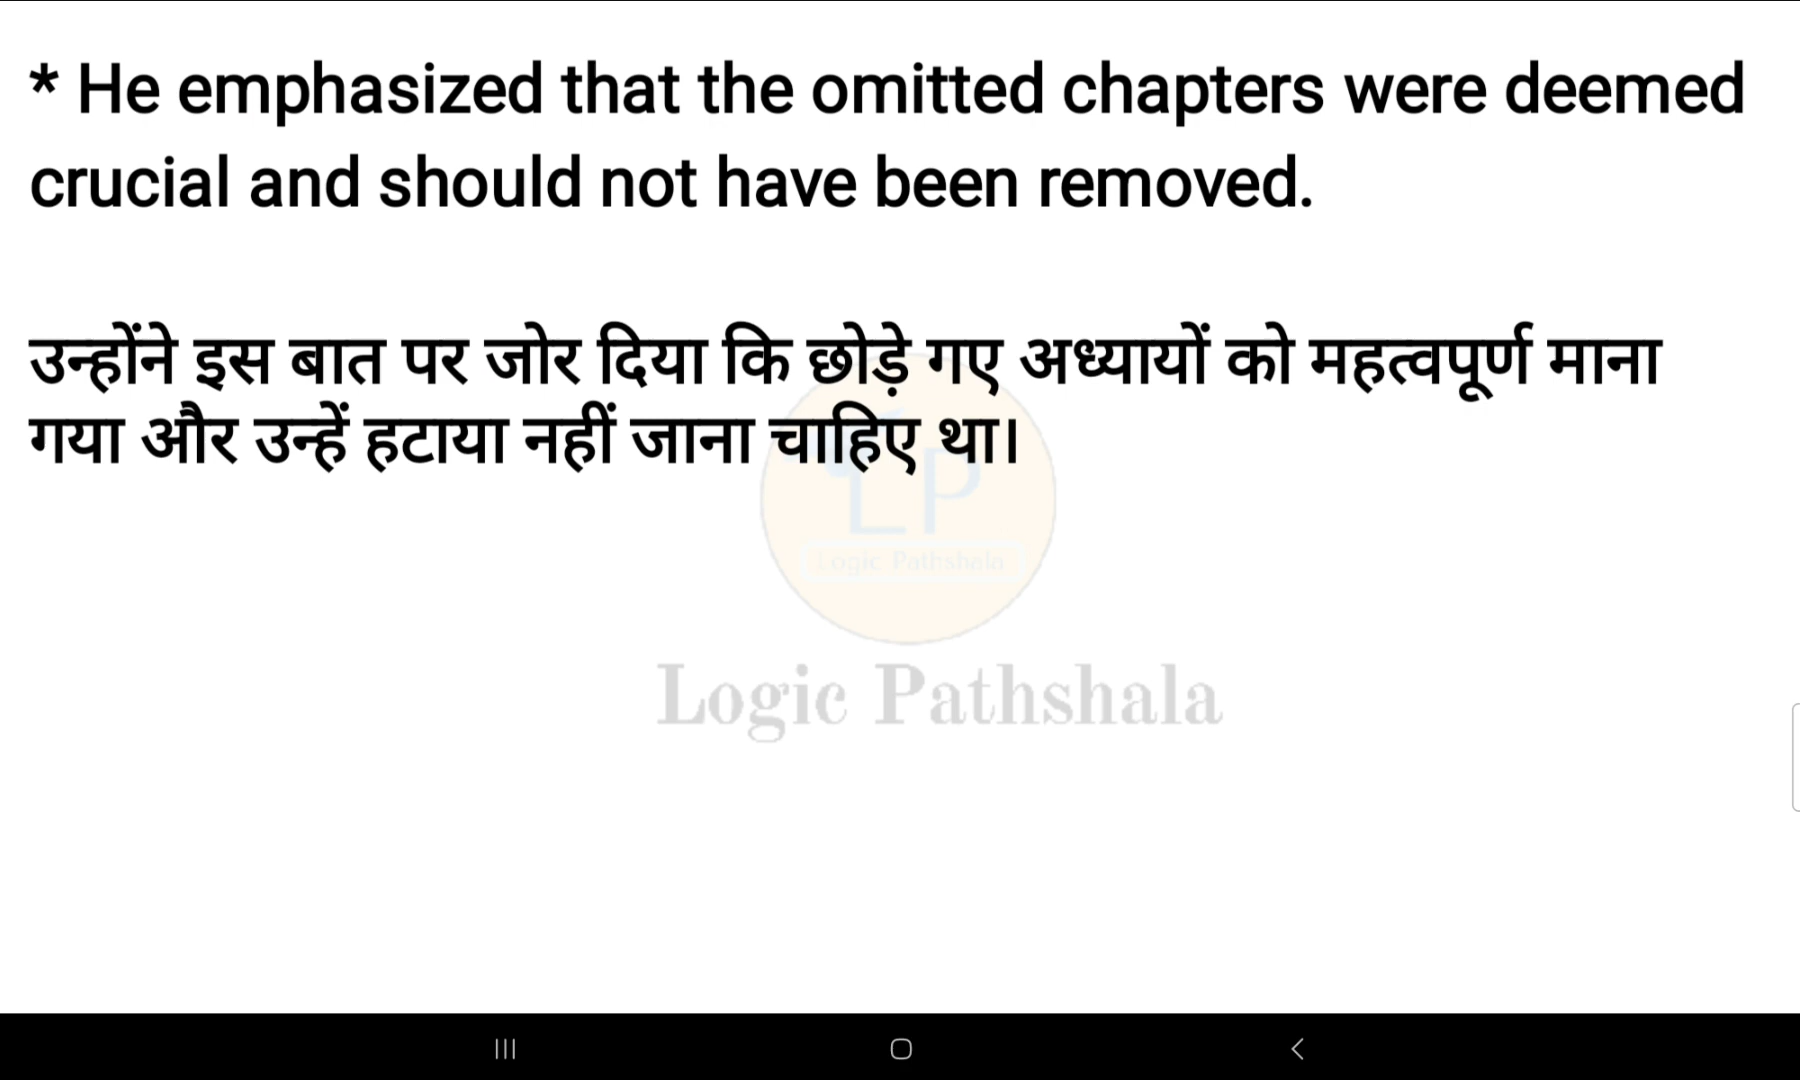 * He emphasized that the omitted chapters were deemed
crucial and should not have been removed.
उन्होंने इस बात पर जोर दिया कि छोड़े गए अध्यायों को महत्वपूर्ण माना
गया और उन्हें हटाया नहीं जाना चाहिए था।
LP
Logic Pathshala
Logic Pathshala